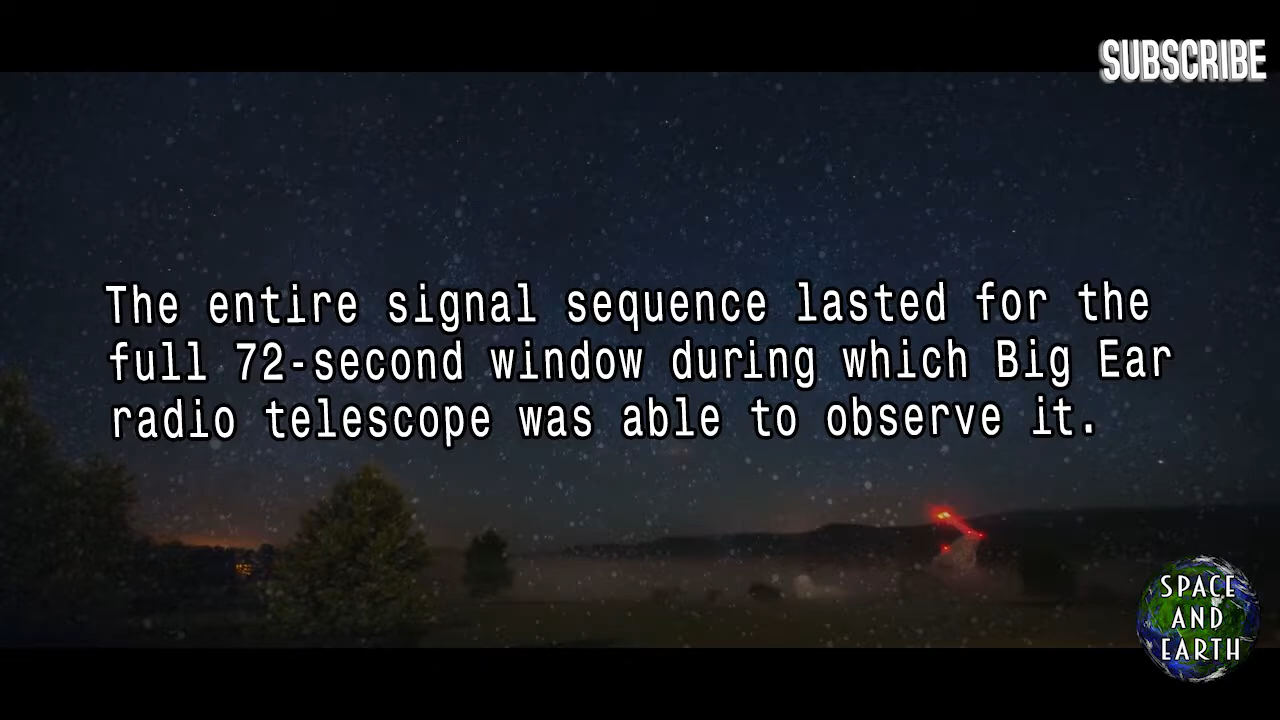 SUBSCRIBE
The entire signal sequence lasted for the
full 72-second window during which Big Ear
radio telescope was able to observe it.
SPACE
AND
EARTH